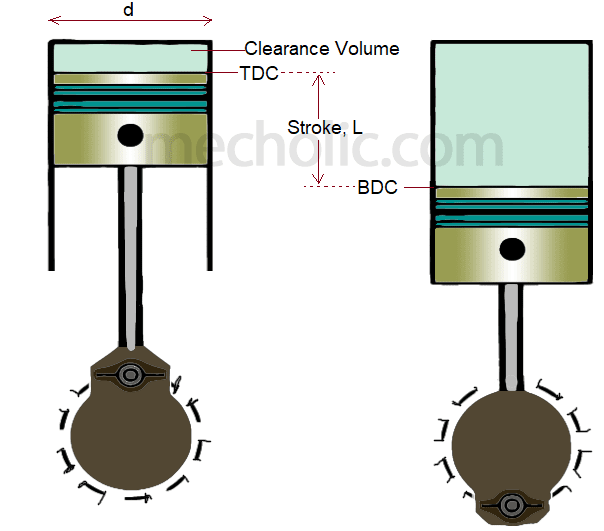 d
Clearance Volume
TDC
Stroke, L
mecholic.com
BDC